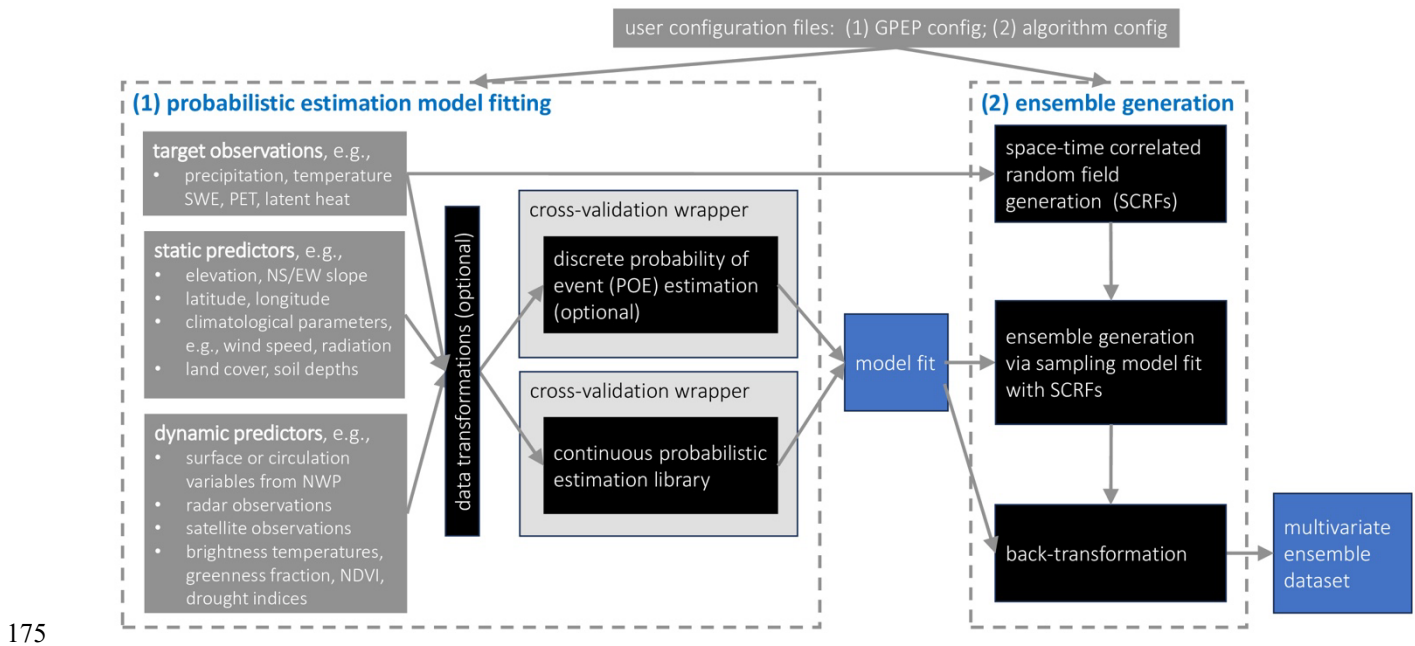 user configuration files:  (1) GPEP config; (2) algorithm config
(1) probabilistic estimation model fitting
target observations, e.g.,
• precipitation, temperature
SWE, PET, latent heat
static predictors, e.g.,
• elevation, NS/EW slope
• latitude, longitude
• climatological parameters,
e.g., wind speed, radiation
• land cover, soil depths
dynamic predictors, e.g.,
• surface or circulation
variables from NWP
• radar observations
• satellite observations
• brightness temperatures,
greenness fraction, NDVI,
drought indices
data transformations (optional)
cross-validation wrapper
discrete probability of
event (POE) estimation
(optional)
cross-validation wrapper
continuous probabilistic
estimation library
model fit
(2) ensemble generation
space-time correlated
random field
generation  (SCRFs)
ensemble generation
via sampling model fit
with SCRFs
back-transformation
multivariate
ensemble
dataset
175